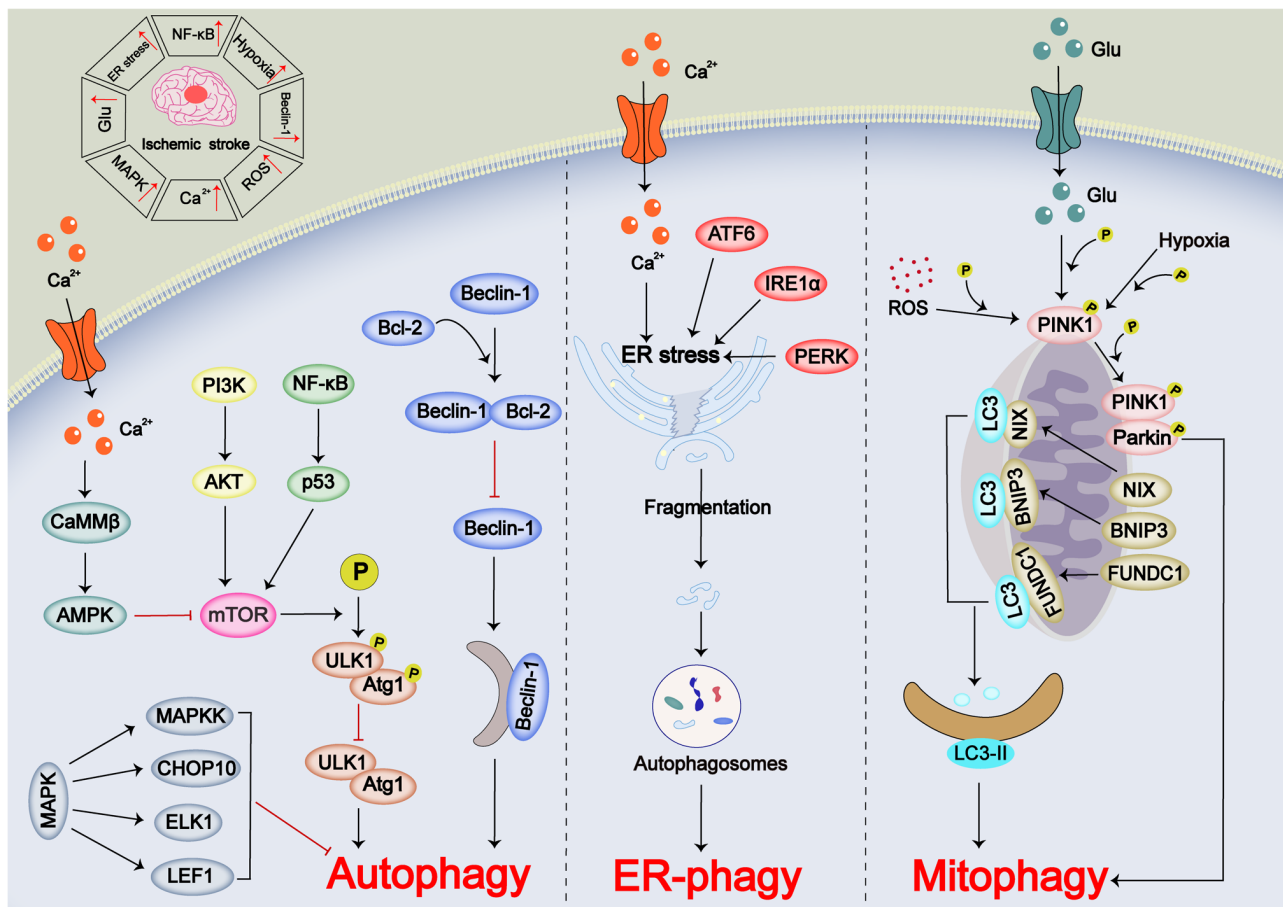 NF-κB
Hypoxia
Beclin-1
ROS
Ca²⁺
MAPK
Glu
ER stress
Ischemic stroke
Ca²⁺
Ca²⁺
CaMMβ
AMPK
PI3K
AKT
NF-κB
p53
mTOR
P
ULK1
P
Atg1
P
ULK1
Atg1
MAPK
MAPKK
CHOP10
ELK1
LEF1
Beclin-1
Bcl-2
Beclin-1
Bcl-2
Beclin-1
Beclin-1
Autophagy
Ca²⁺
Ca²⁺
ATF6
IRE1α
PERK
ER stress
Fragmentation
Autophagosomes
ER-phagy
Glu
Glu
P
Hypoxia
P
P
ROS
PINK1
P
P
PINK1
P
Parkin
P
LC3
NIX
LC3
BNIP3
LC3
FUNDC1
NIX
BNIP3
FUNDC1
LC3-II
Mitophagy